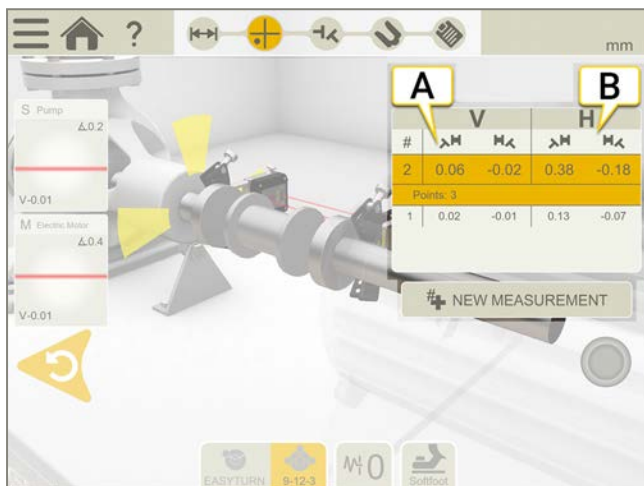 ?
mm
A
B
S Pump
∡0.2
V-0.01
M Electric Motor
∡0.4
V-0.01
V H
#
2 0.06 -0.02 0.38 -0.18
Points: 3
1 0.02 -0.01 0.13 -0.07
# NEW MEASUREMENT
EASYTURN
9-12-3
0
Softfoot